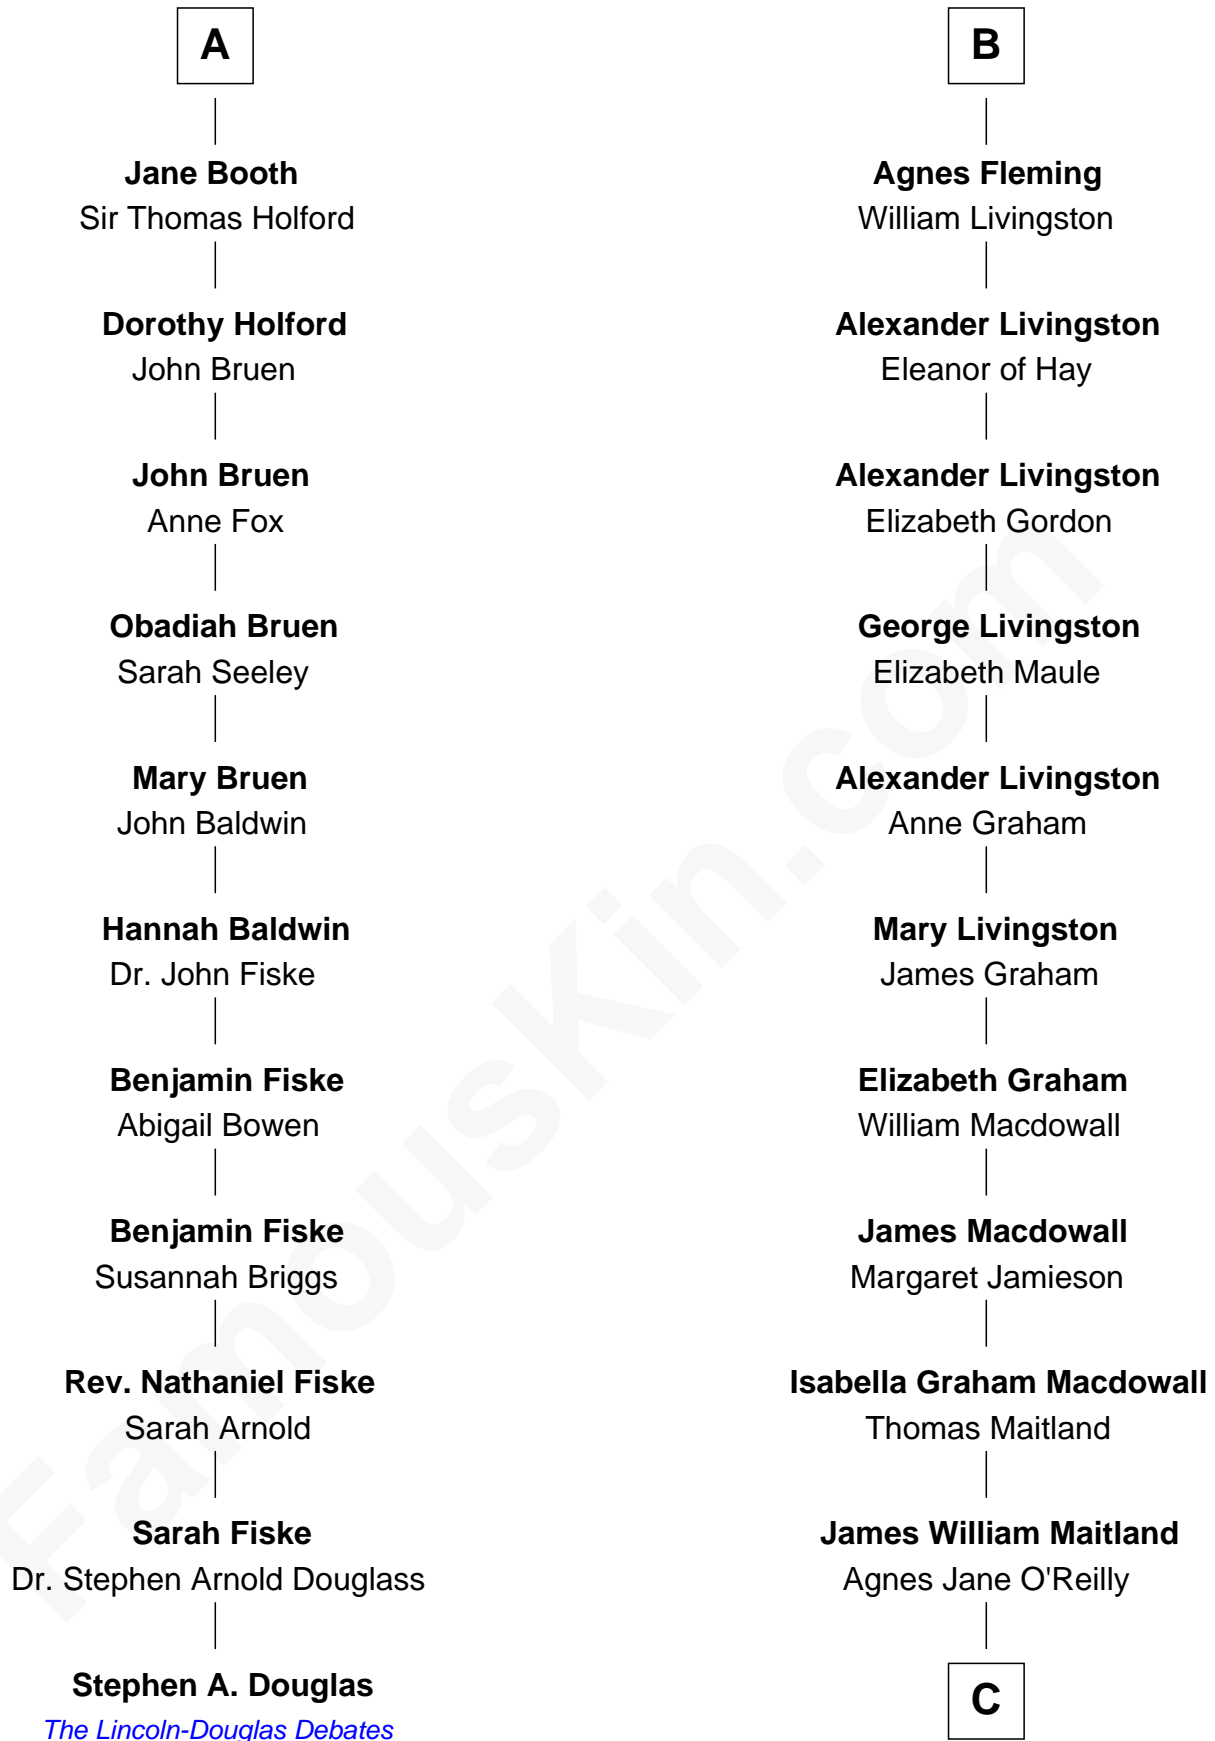 A
Jane Booth
Sir Thomas Holford
Dorothy Holford
John Bruen
John Bruen
Anne Fox
Obadiah Bruen
Sarah Seeley
Mary Bruen
John Baldwin
Hannah Baldwin
Dr. John Fiske
Benjamin Fiske
Abigail Bowen
Benjamin Fiske
Susannah Briggs
Rev. Nathaniel Fiske
Sarah Arnold
Sarah Fiske
Dr. Stephen Arnold Douglass
Stephen A. Douglas
The Lincoln-Douglas Debates
B
Agnes Fleming
William Livingston
Alexander Livingston
Eleanor of Hay
Alexander Livingston
Elizabeth Gordon
George Livingston
Elizabeth Maule
Alexander Livingston
Anne Graham
Mary Livingston
James Graham
Elizabeth Graham
William Macdowall
James Macdowall
Margaret Jamieson
Isabella Graham Macdowall
Thomas Maitland
James William Maitland
Agnes Jane O'Reilly
C
FamousKin.com